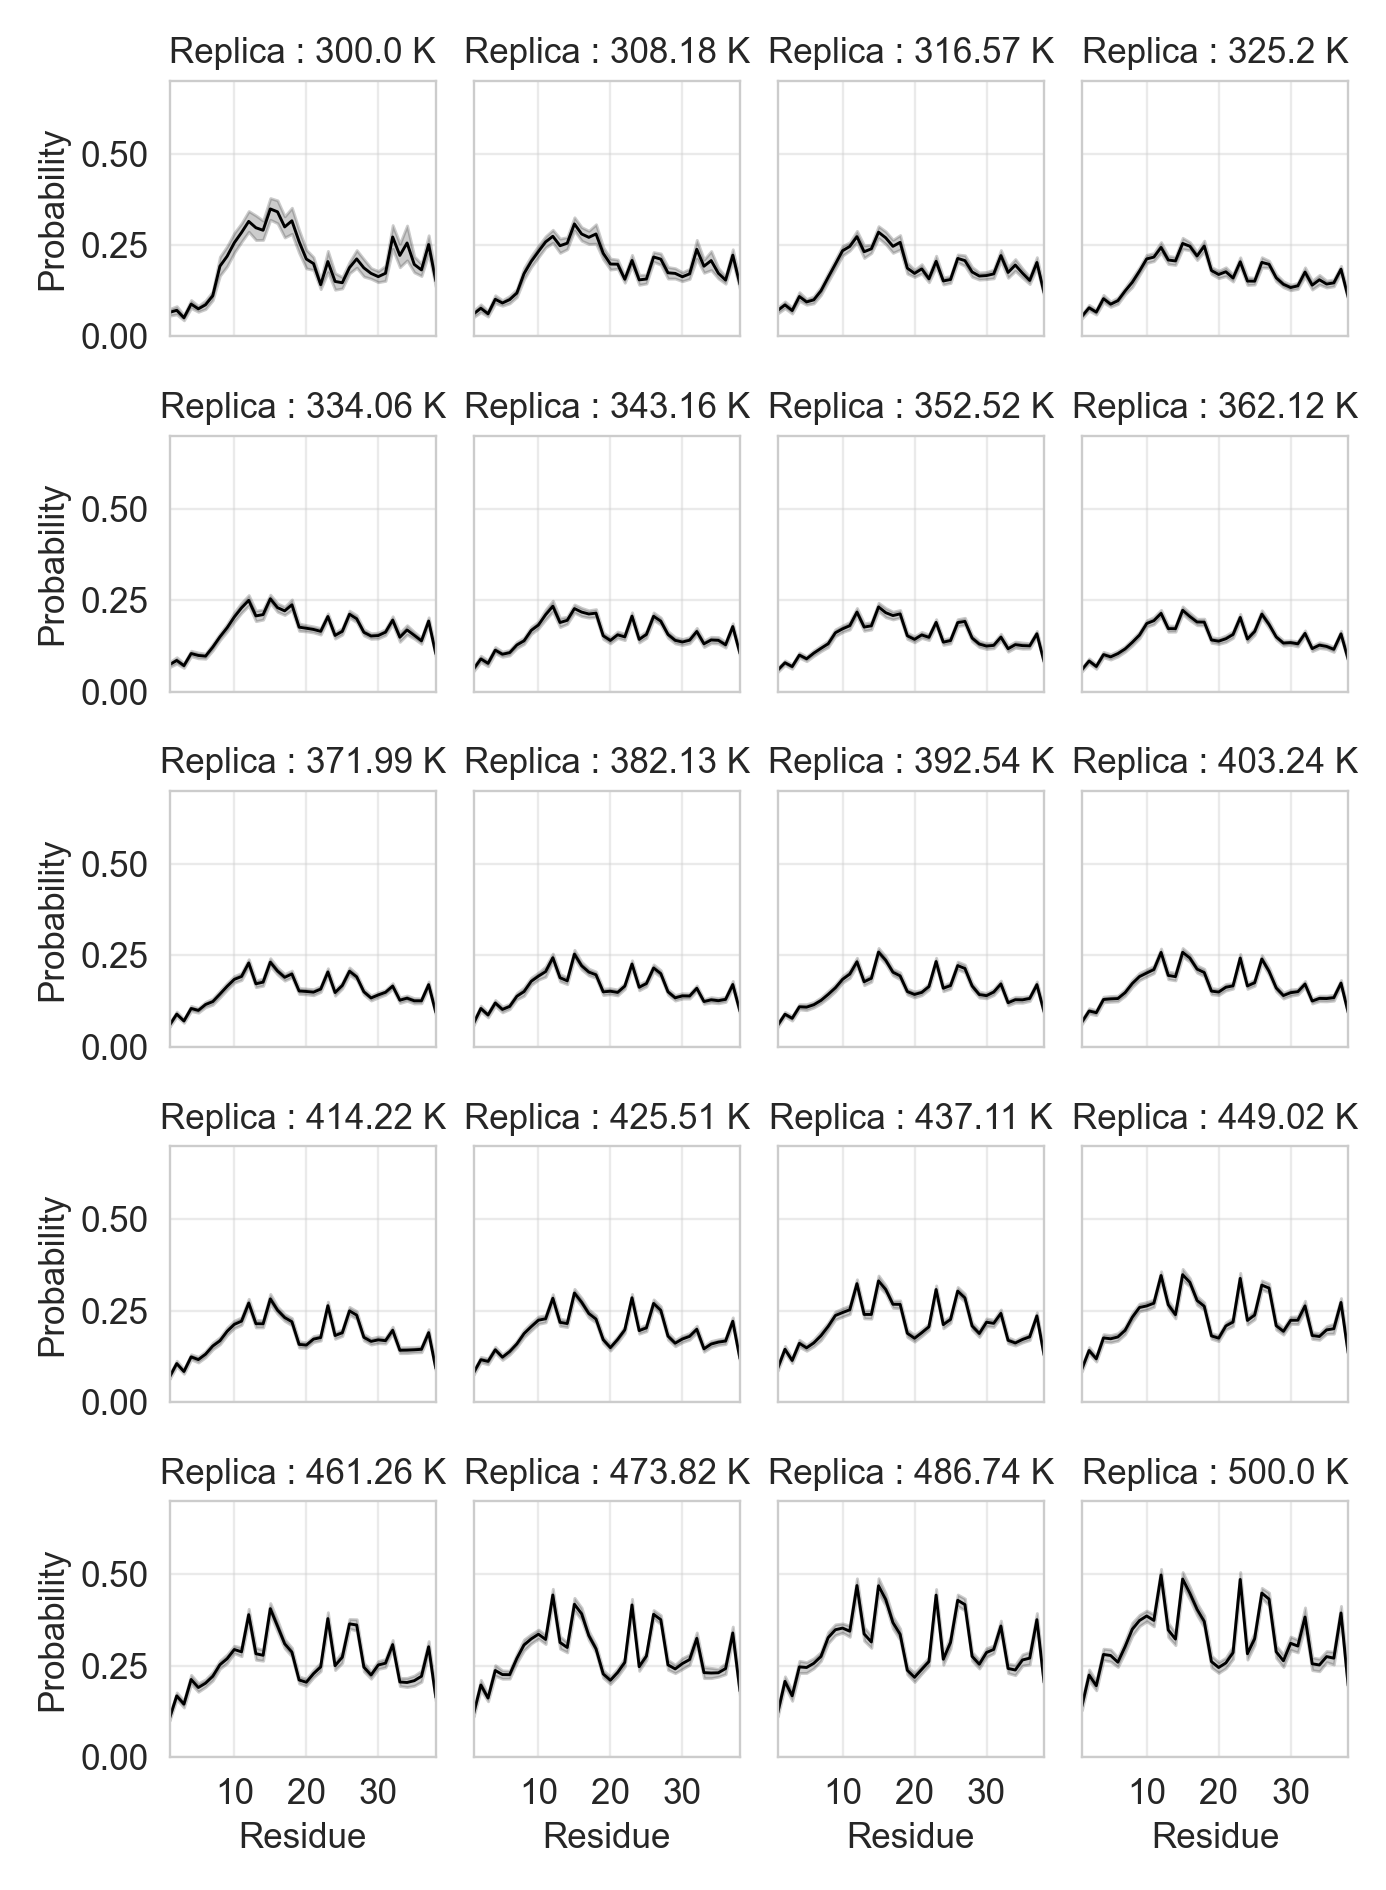 Replica : 300.0 K Replica : 308.18 K Replica : 316.57 K Replica : 325.2 K
Probability
0.50
0.25
0.00
Replica : 334.06 K Replica : 343.16 K Replica : 352.52 K Replica : 362.12 K
Probability
0.50
0.25
0.00
Replica : 371.99 K Replica : 382.13 K Replica : 392.54 K Replica : 403.24 K
Probability
0.50
0.25
0.00
Replica : 414.22 K Replica : 425.51 K Replica : 437.11 K Replica : 449.02 K
Probability
0.50
0.25
0.00
Replica : 461.26 K Replica : 473.82 K Replica : 486.74 K Replica : 500.0 K
Probability
0.50
0.25
0.00
10 20 30 10 20 30 10 20 30 10 20 30
Residue Residue Residue Residue